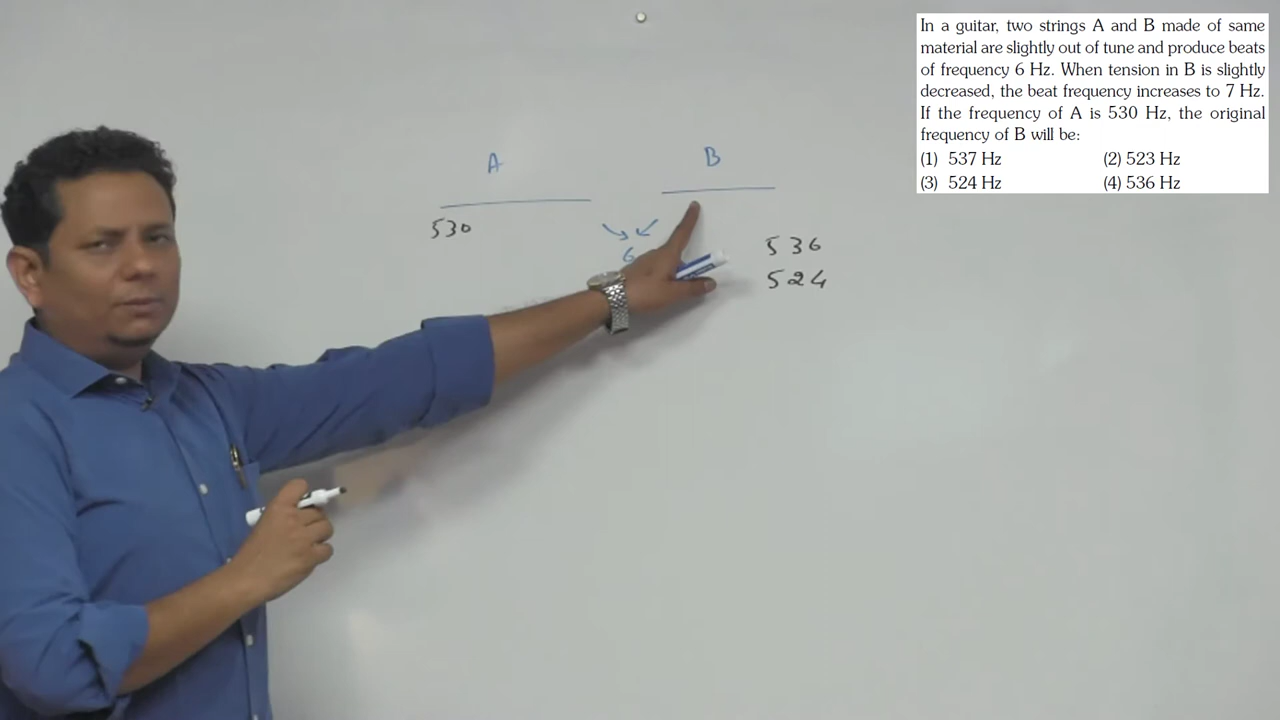 In a guitar, two strings A and B made of same
material are slightly out of tune and produce beats
of frequency 6 Hz. When tension in B is slightly
decreased, the beat frequency increases to 7 Hz.
If the frequency of A is 530 Hz, the original
frequency of B will be:
(1) 537 Hz (2) 523 Hz
(3) 524 Hz (4) 536 Hz
A B
530
6
536
524